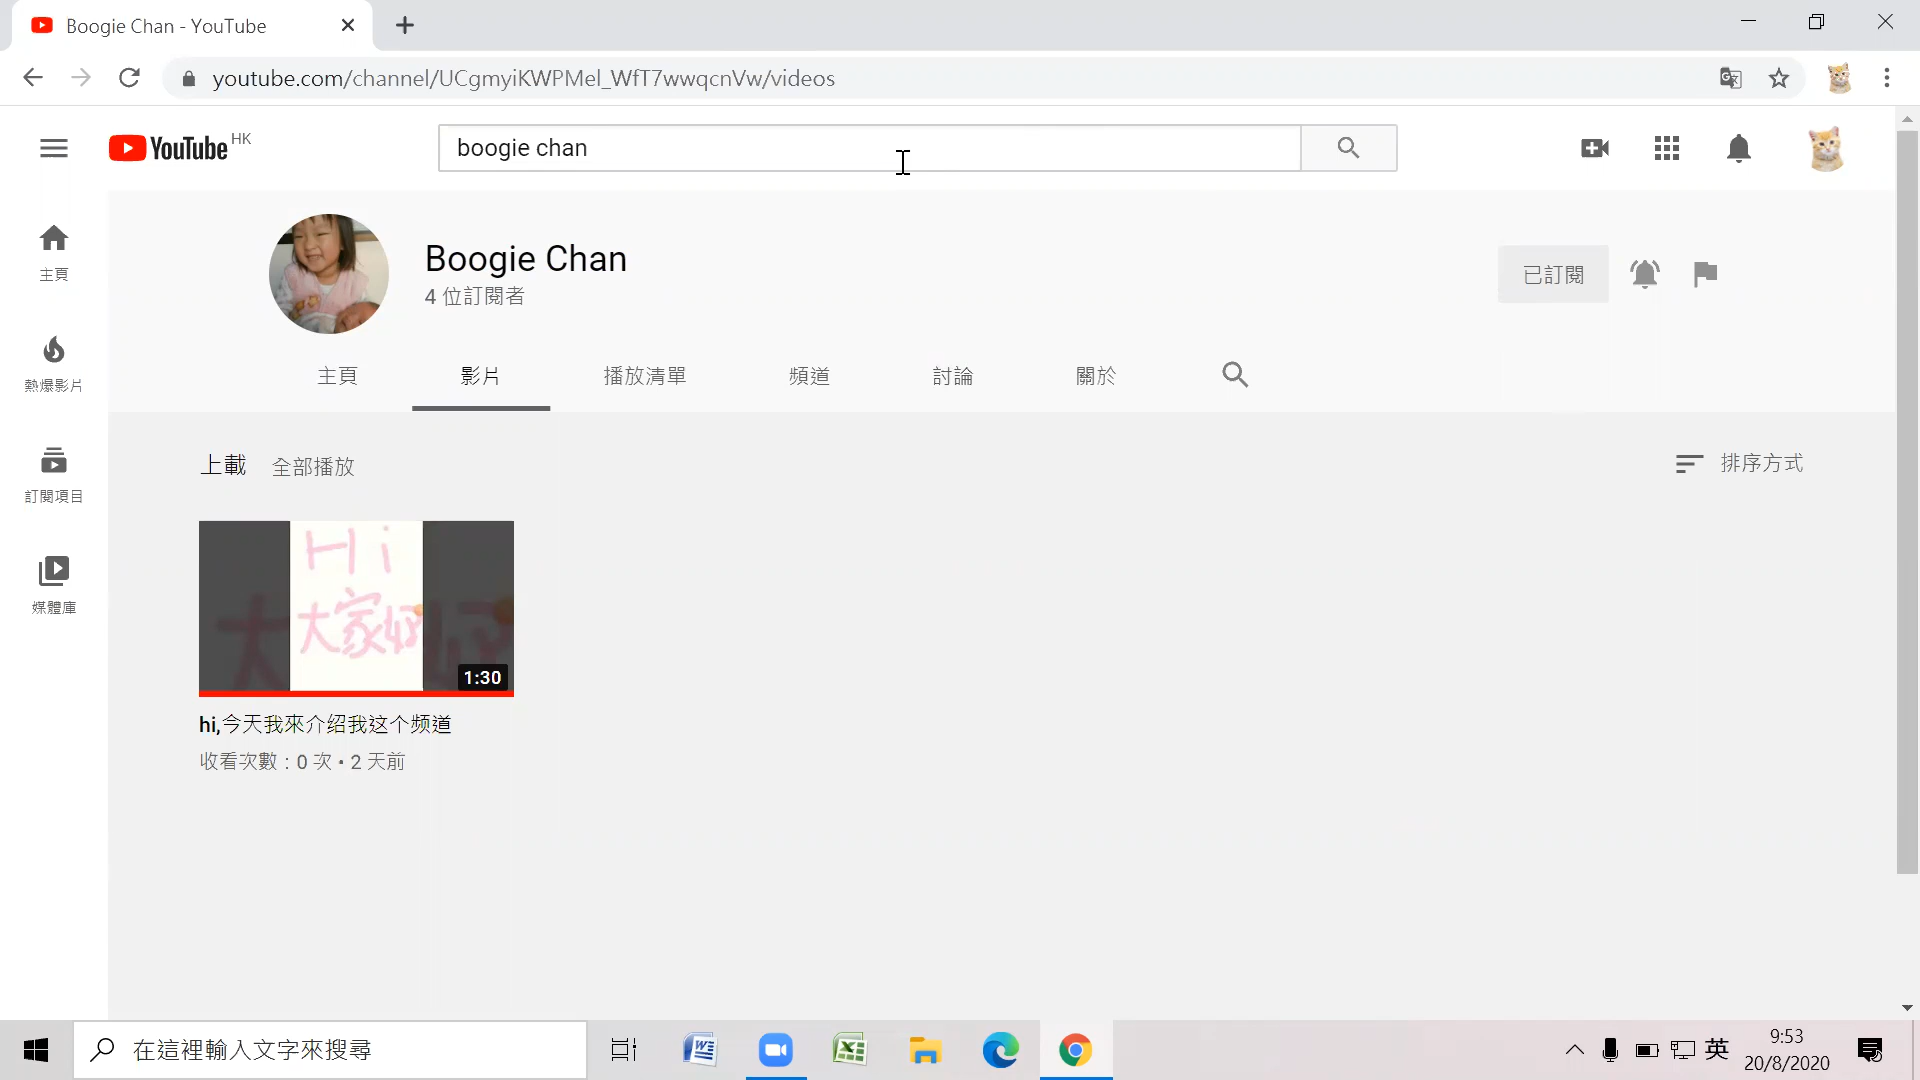 Boogie Chan - YouTube
youtube.com/channel/UCgmyiKWPMel_WfT7wwqcnVw/videos
YouTube HK
boogie chan
主頁
熱爆影片
訂閱項目
媒體庫
Boogie Chan
4 位訂閱者
已訂閱
主頁 影片 播放清單 頻道 討論 關於
上載 全部播放
排序方式
Hi
大家好
1:30
hi,今天我來介绍我这个频道
收看次數：0 次 • 2 天前
在這裡輸入文字來搜尋
英
9:53
20/8/2020